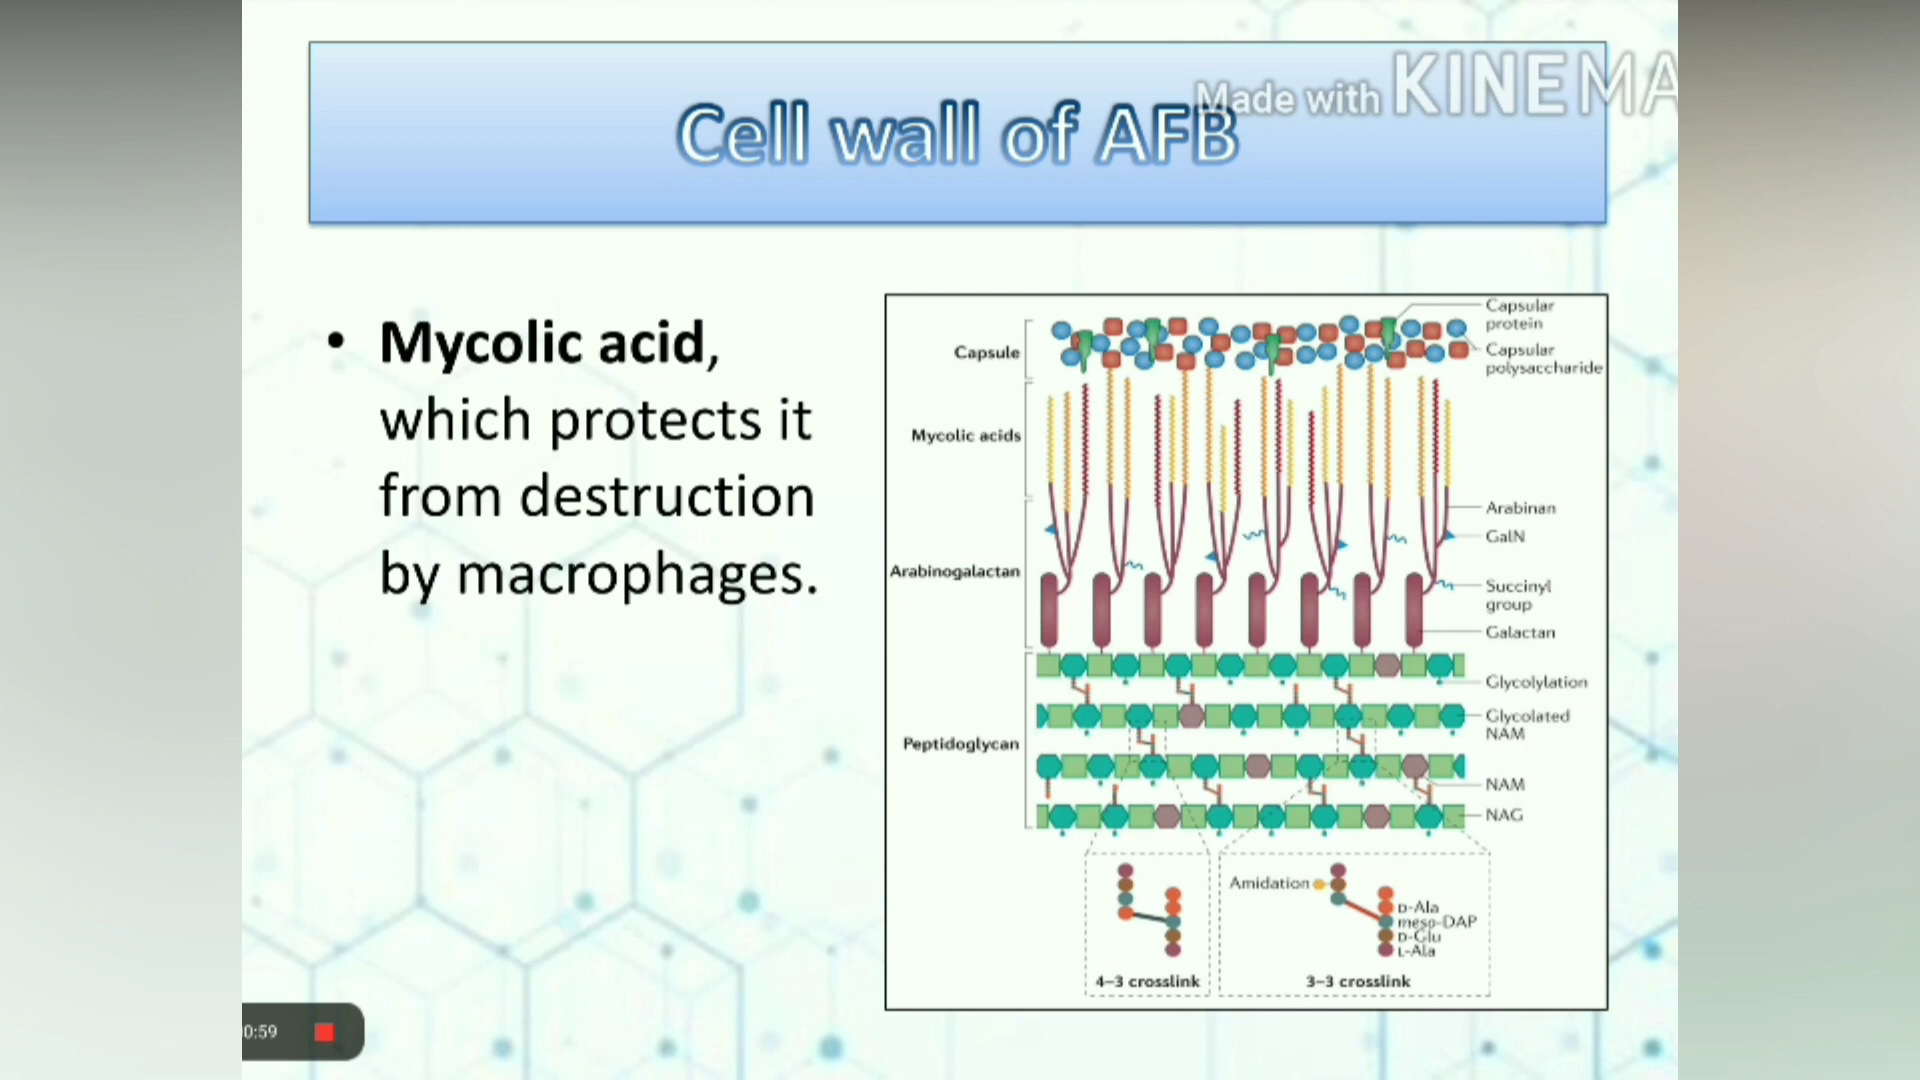 Made with KINEMA
Cell wall of AFB
• Mycolic acid,
which protects it
from destruction
by macrophages.
Capsule
Mycolic acids
Arabinogalactan
Peptidoglycan
Capsular
protein
Capsular
polysaccharide
Arabinan
GalN
Succinyl
group
Galactan
Glycolylation
Glycolated
NAM
NAM
NAG
Amidation
D-Ala
meso-DAP
D-Glu
L-Ala
4–3 crosslink
3–3 crosslink
0:59